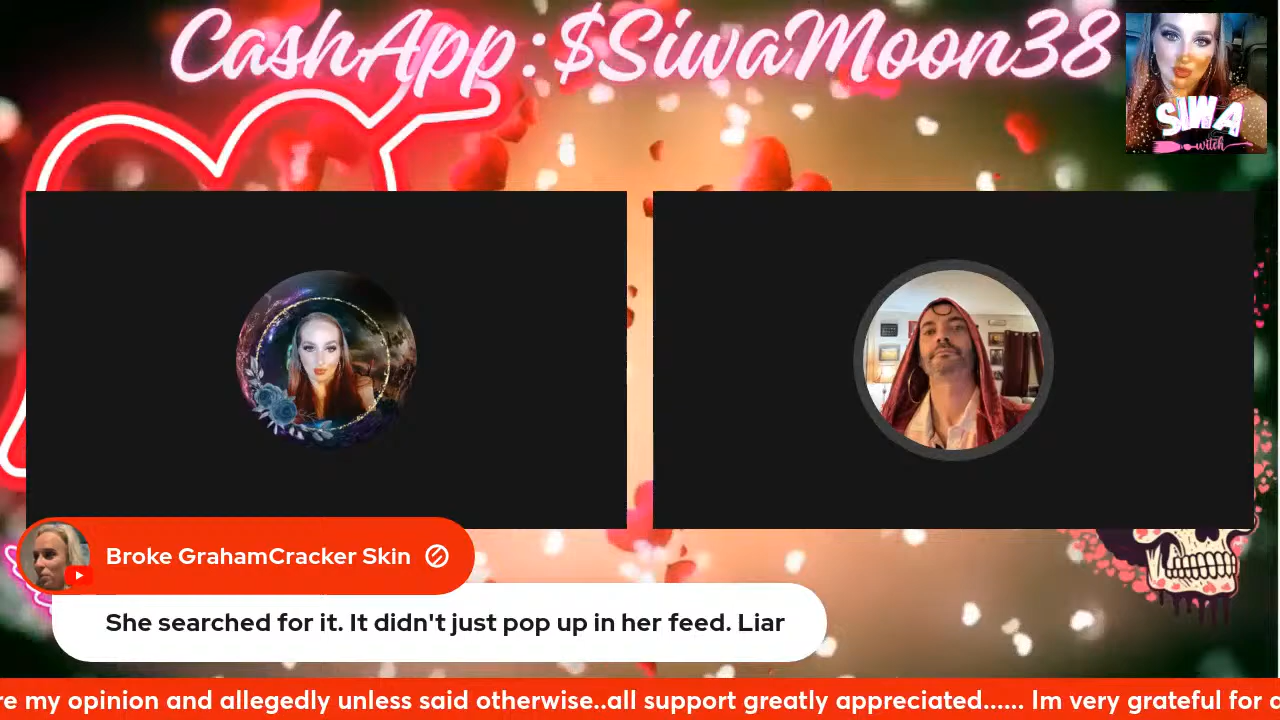 CashApp:$SiwaMoon38
SIWA
witch
Broke GrahamCracker Skin
She searched for it. It didn't just pop up in her feed. Liar
re my opinion and allegedly unless said otherwise..all support greatly appreciated...... Im very grateful for